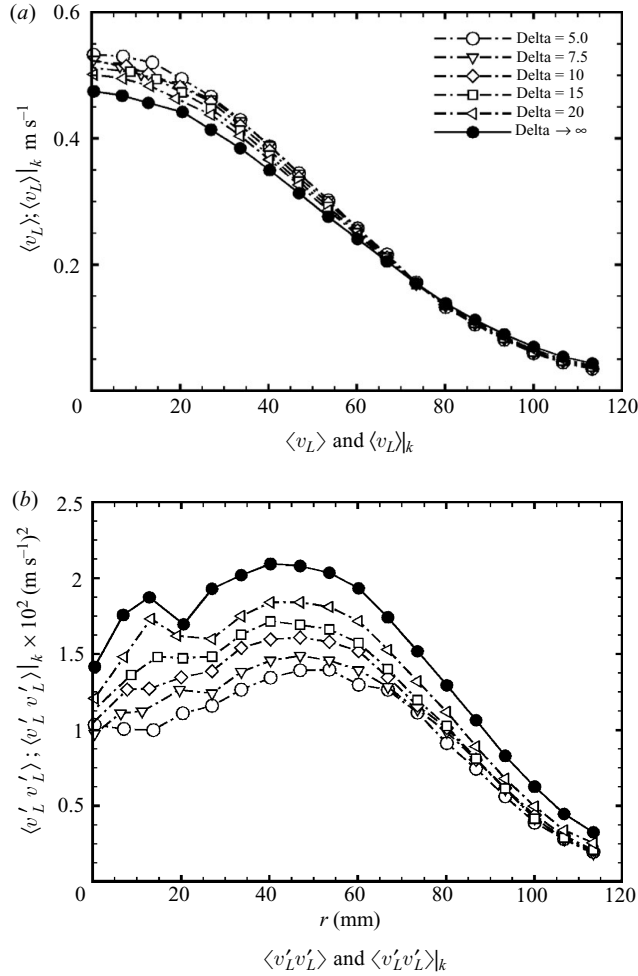 (a)
0.6
0.4
0.2
⟨v_L⟩; ⟨v_L⟩|_k m s⁻¹
Delta = 5.0
Delta = 7.5
Delta = 10
Delta = 15
Delta = 20
Delta → ∞
0 20 40 60 80 100 120
⟨v_L⟩ and ⟨v_L⟩|_k
(b)
2.5
2
1.5
1
0.5
⟨v′_L v′_L⟩; ⟨v′_L v′_L⟩|_k × 10² (m s⁻¹)²
0 20 40 60 80 100 120
r (mm)
⟨v′_L v′_L⟩ and ⟨v′_L v′_L⟩|_k